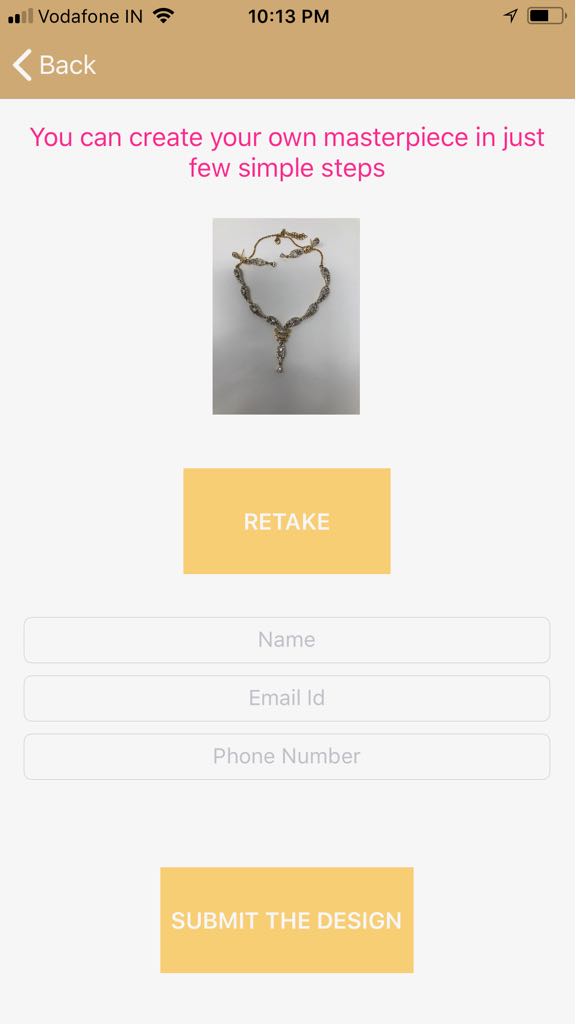 Vodafone IN 10:13 PM
Back
You can create your own masterpiece in just
few simple steps
RETAKE
Name
Email Id
Phone Number
SUBMIT THE DESIGN